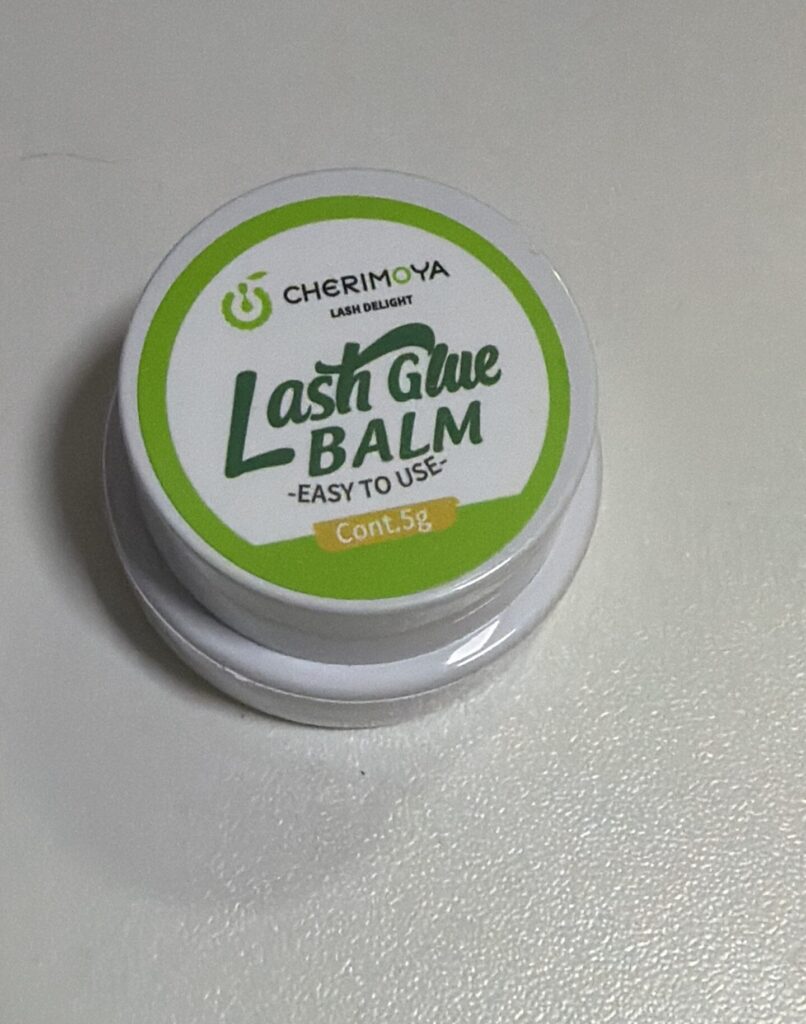 CHERIMOYA
LASH DELIGHT
Lash Glue
BALM
-EASY TO USE-
Cont.5g